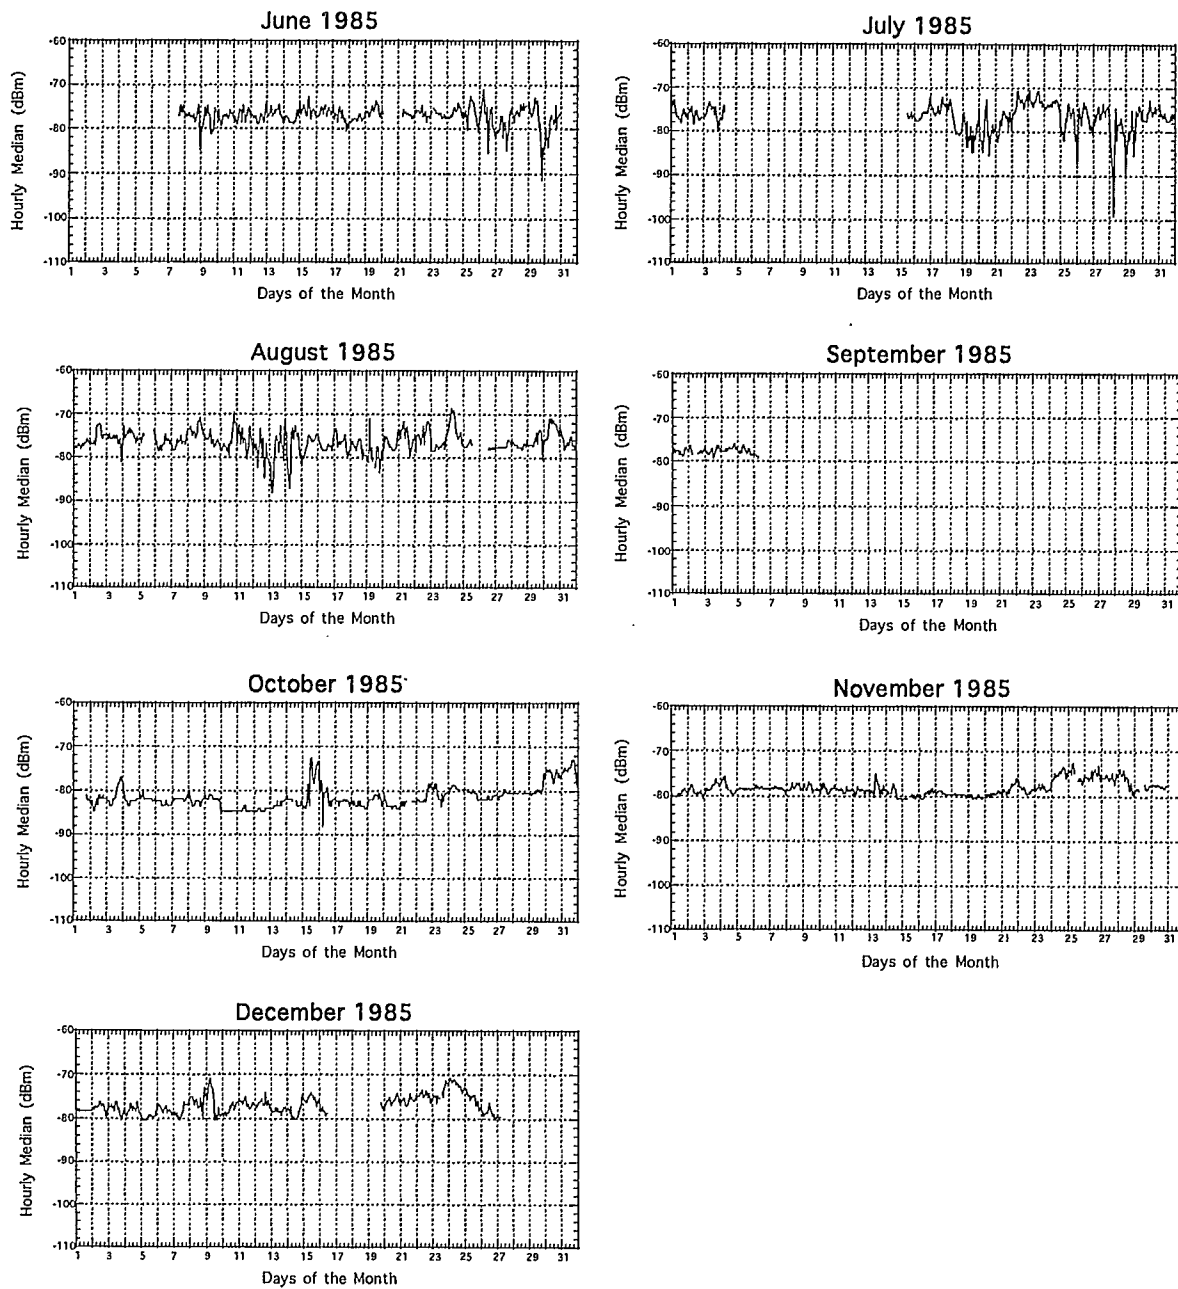 June 1985
Hourly Median (dBm)
-60
-70
-80
-90
-100
-110
1 3 5 7 9 11 13 15 17 19 21 23 25 27 29 31
Days of the Month
July 1985
Hourly Median (dBm)
-60
-70
-80
-90
-100
-110
1 3 5 7 9 11 13 15 17 19 21 23 25 27 29 31
Days of the Month
August 1985
Hourly Median (dBm)
-60
-70
-80
-90
-100
-110
1 3 5 7 9 11 13 15 17 19 21 23 25 27 29 31
Days of the Month
September 1985
Hourly Median (dBm)
-50
-70
-80
-90
-100
-110
1 3 5 7 9 11 13 15 17 19 21 23 25 27 29 31
Days of the Month
October 1985
Hourly Median (dBm)
-60
-70
-80
-90
-100
-110
1 3 5 7 9 11 13 15 17 19 21 23 25 27 29 31
Days of the Month
November 1985
Hourly Median (dBm)
-60
-70
-80
-90
-100
-110
1 3 5 7 9 11 13 15 17 19 21 23 25 27 29 31
Days of the Month
December 1985
Hourly Median (dBm)
-60
-70
-80
-90
-100
-110
1 3 5 7 9 11 13 15 17 19 21 23 25 27 29 31
Days of the Month